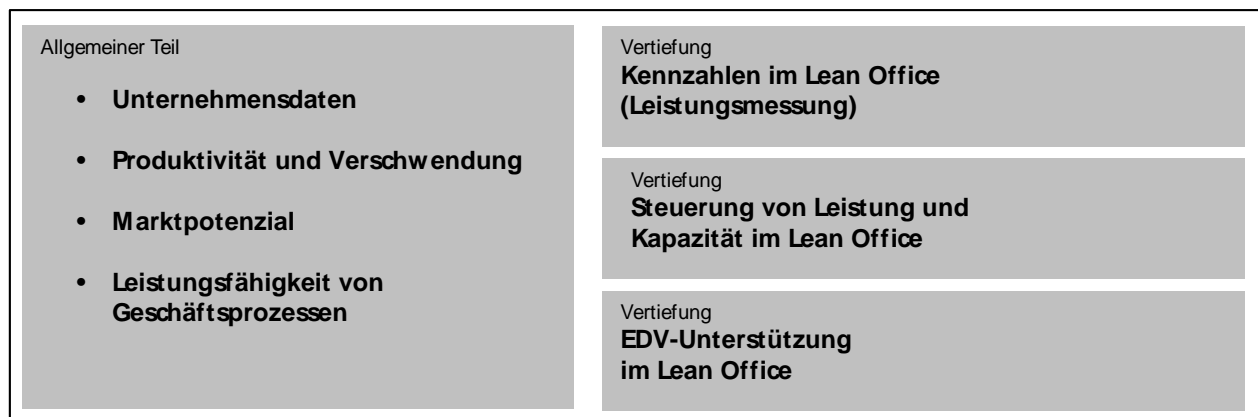 Allgemeiner Teil
• Unternehmensdaten
• Produktivität und Verschwendung
• Marktpotenzial
• Leistungsfähigkeit von
Geschäftsprozessen
Vertiefung
Kennzahlen im Lean Office
(Leistungsmessung)
Vertiefung
Steuerung von Leistung und
Kapazität im Lean Office
Vertiefung
EDV-Unterstützung
im Lean Office